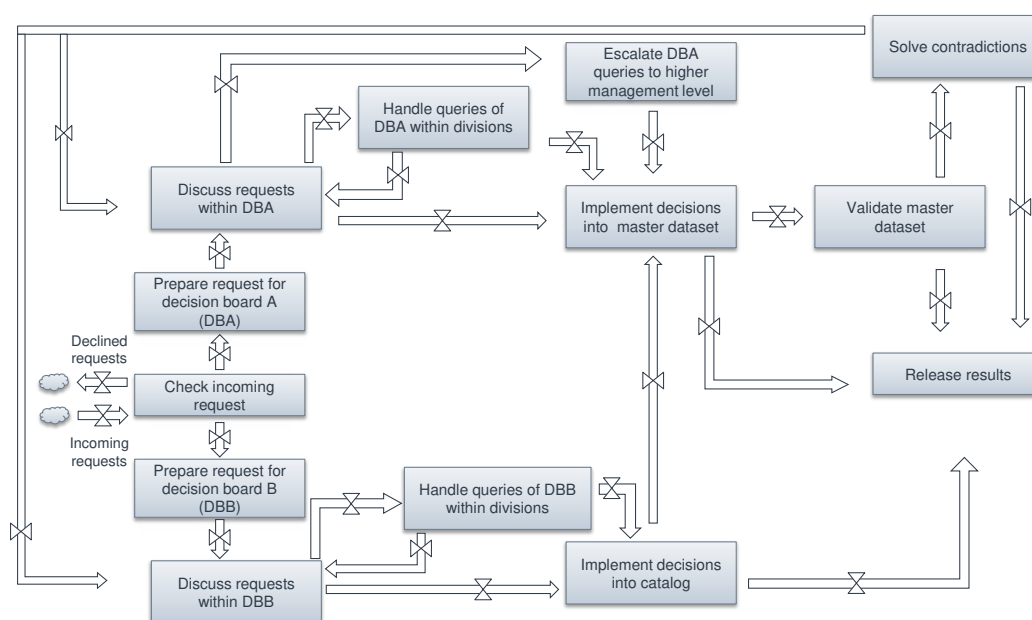 Solve contradictions
Escalate DBA
queries to higher
management level
Handle queries of
DBA within divisions
Discuss requests
within DBA
Implement decisions
into master dataset
Validate master
dataset
Prepare request for
decision board A
(DBA)
Declined
requests
Release results
Check incoming
request
Incoming
requests
Prepare request for
decision board B
(DBB)
Handle queries of DBB
within divisions
Implement decisions
into catalog
Discuss requests
within DBB